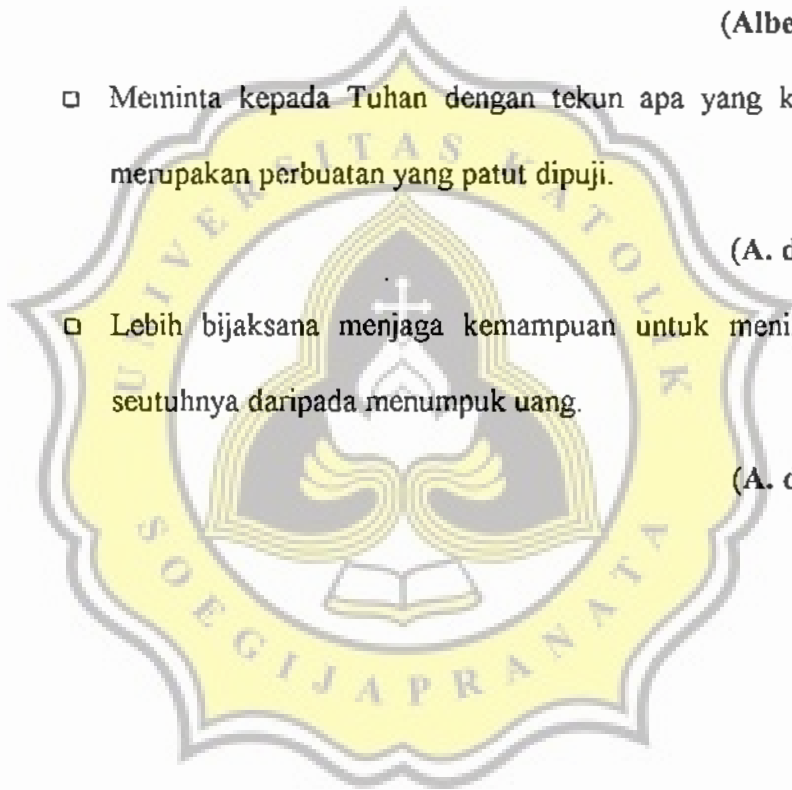 (Albe
□ Meminta kepada Tuhan dengan tekun apa yang k
merupakan perbuatan yang patut dipuji.
(A. d
□ Lebih bijaksana menjaga kemampuan untuk meni
seutuhnya daripada menumpuk uang.
(A. d
UNIVERSITAS KATOLIK
SOEGIJAPRANATA